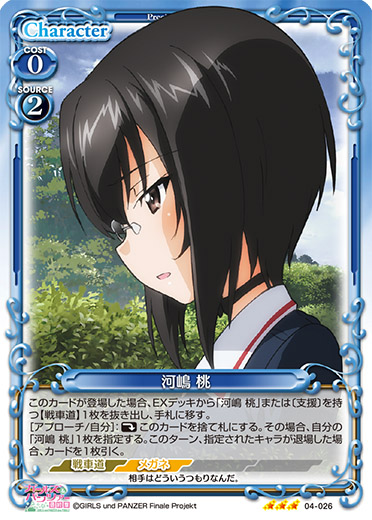 Character
COST
0
SOURCE
2
河嶋 桃
このカードが登場した場合、EXデッキから「河嶋 桃」または〔支援〕を持
つ【戦車道】1枚を抜き出し、手札に移す。
[アプローチ/自分]:このカードを捨て札にする。その場合、自分の
「河嶋 桃」1枚を指定する。このターン、指定されたキャラが退場した場
合、カードを1枚引く。
戦車道 メガネ
相手はどういうつもりなんだ。
©GIRLS und PANZER Finale Projekt
04-026